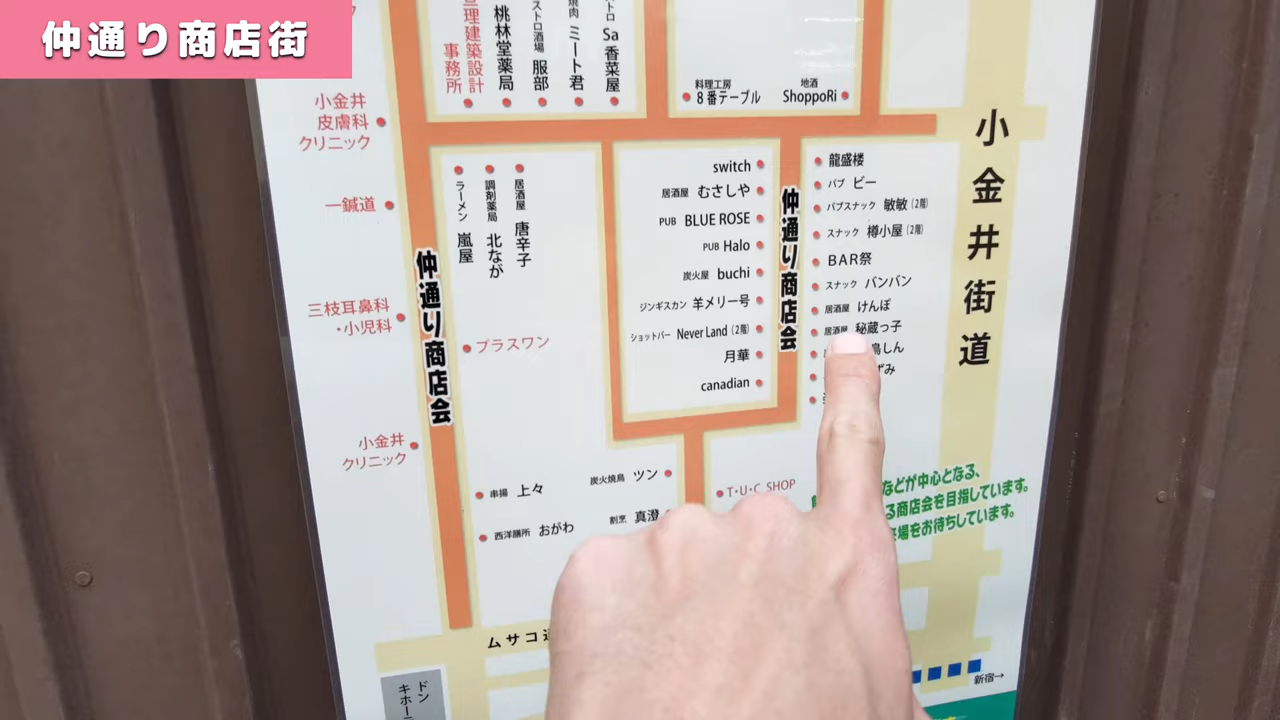 仲通り商店街
亘理建築設計
事務所
桃林堂薬局
ストロ酒場 服部
焼肉 ミート君
Sa香菜屋
料理工房
8番テーブル
地酒
ShoppoRi
小金井
皮膚科
クリニック
一鍼道
三枝耳鼻科
・小児科
小金井
クリニック
仲通り商店会
ラーメン 嵐屋
調剤薬局 北なが
居酒屋 唐辛子
プラスワン
switch
居酒屋 むさしや
PUB BLUE ROSE
PUB Halo
炭火屋 buchi
ジンギスカン 羊メリー号
ショットバー Never Land (2階)
月華
canadian
仲通り商店会
龍盛楼
パブ ビー
パブスナック 敏敏 (2階)
スナック 樽小屋 (2階)
BAR祭
スナック バンバン
居酒屋 けんぽ
居酒屋 秘蔵っ子
鳥しん
ずみ
小金井街道
串揚 上々
炭火焼鳥 ツン
西洋膳所 おがわ
割烹 真澄
T・U・C SHOP
などが中心となる、
る商店会を目指しています。
場をお待ちしています。
ムサコ
ドン
キホー
新宿→